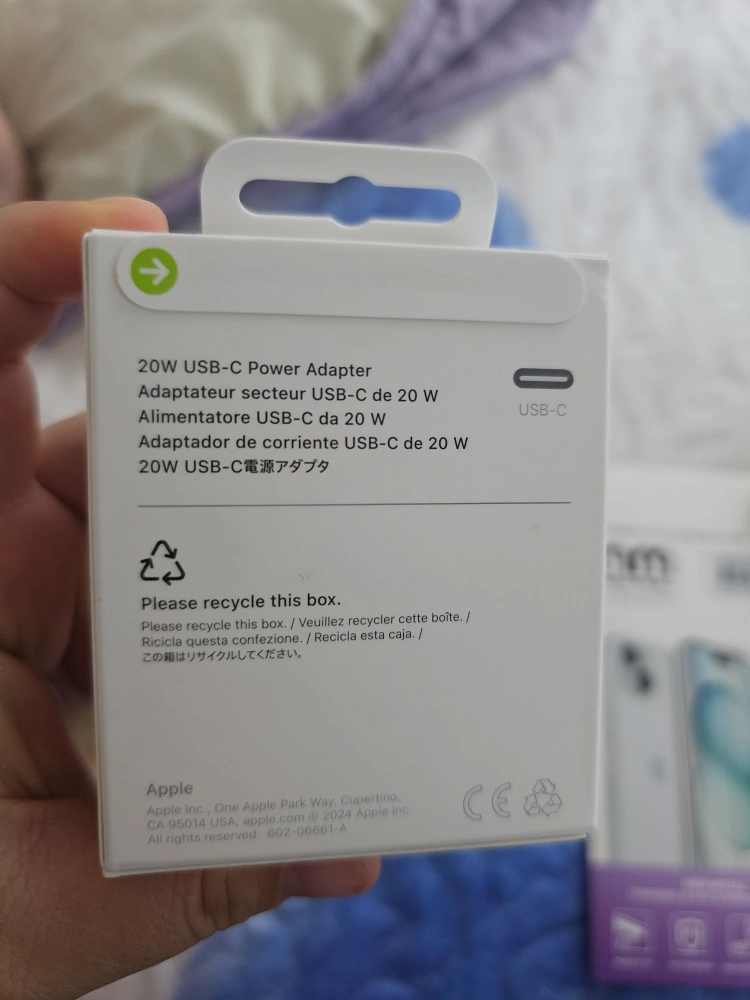 20W USB-C Power Adapter
Adaptateur secteur USB-C de 20 W
Alimentatore USB-C da 20 W
Adaptador de corriente USB-C de 20 W
20W USB-C電源アダプタ
USB-C
Please recycle this box.
Please recycle this box. / Veuillez recycler cette boîte. /
Ricicla questa confezione. / Recicla esta caja. /
この箱はリサイクルしてください。
Apple
Apple Inc., One Apple Park Way, Cupertino,
CA 95014 USA, apple.com © 2024 Apple Inc.
All rights reserved. 602-06661-A
CE